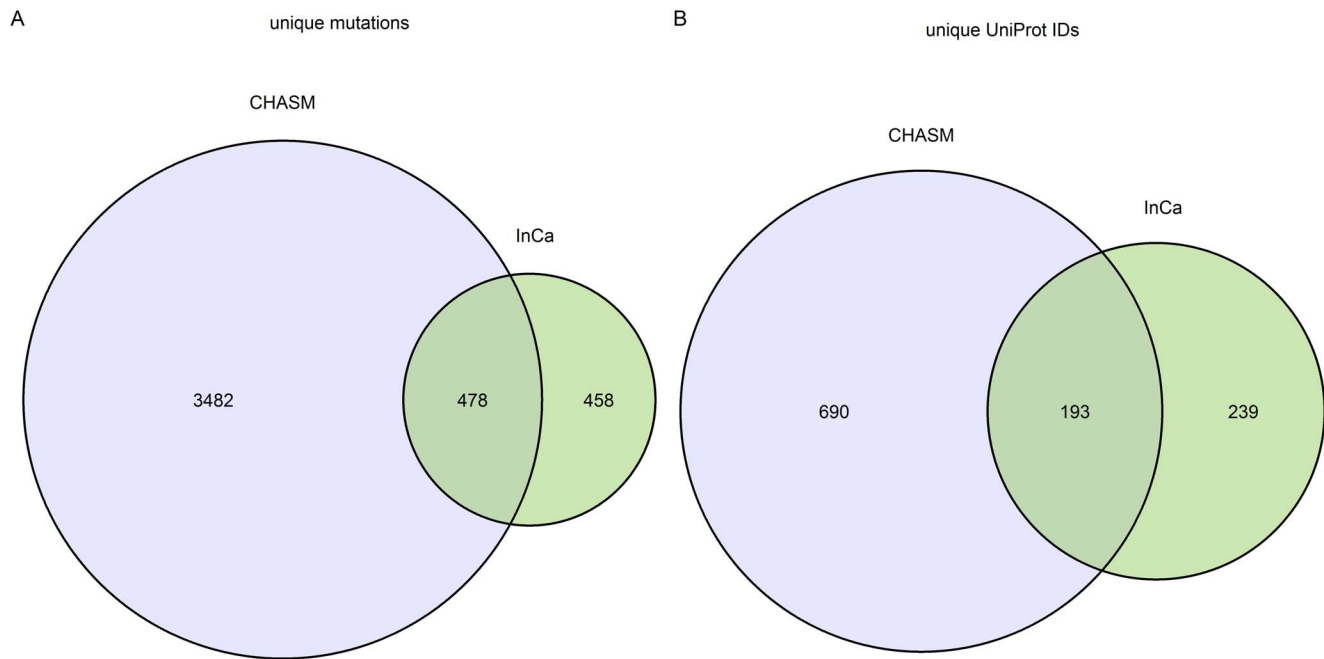 A
unique mutations
CHASM
InCa
3482
478
458
B
unique UniProt IDs
CHASM
InCa
690
193
239